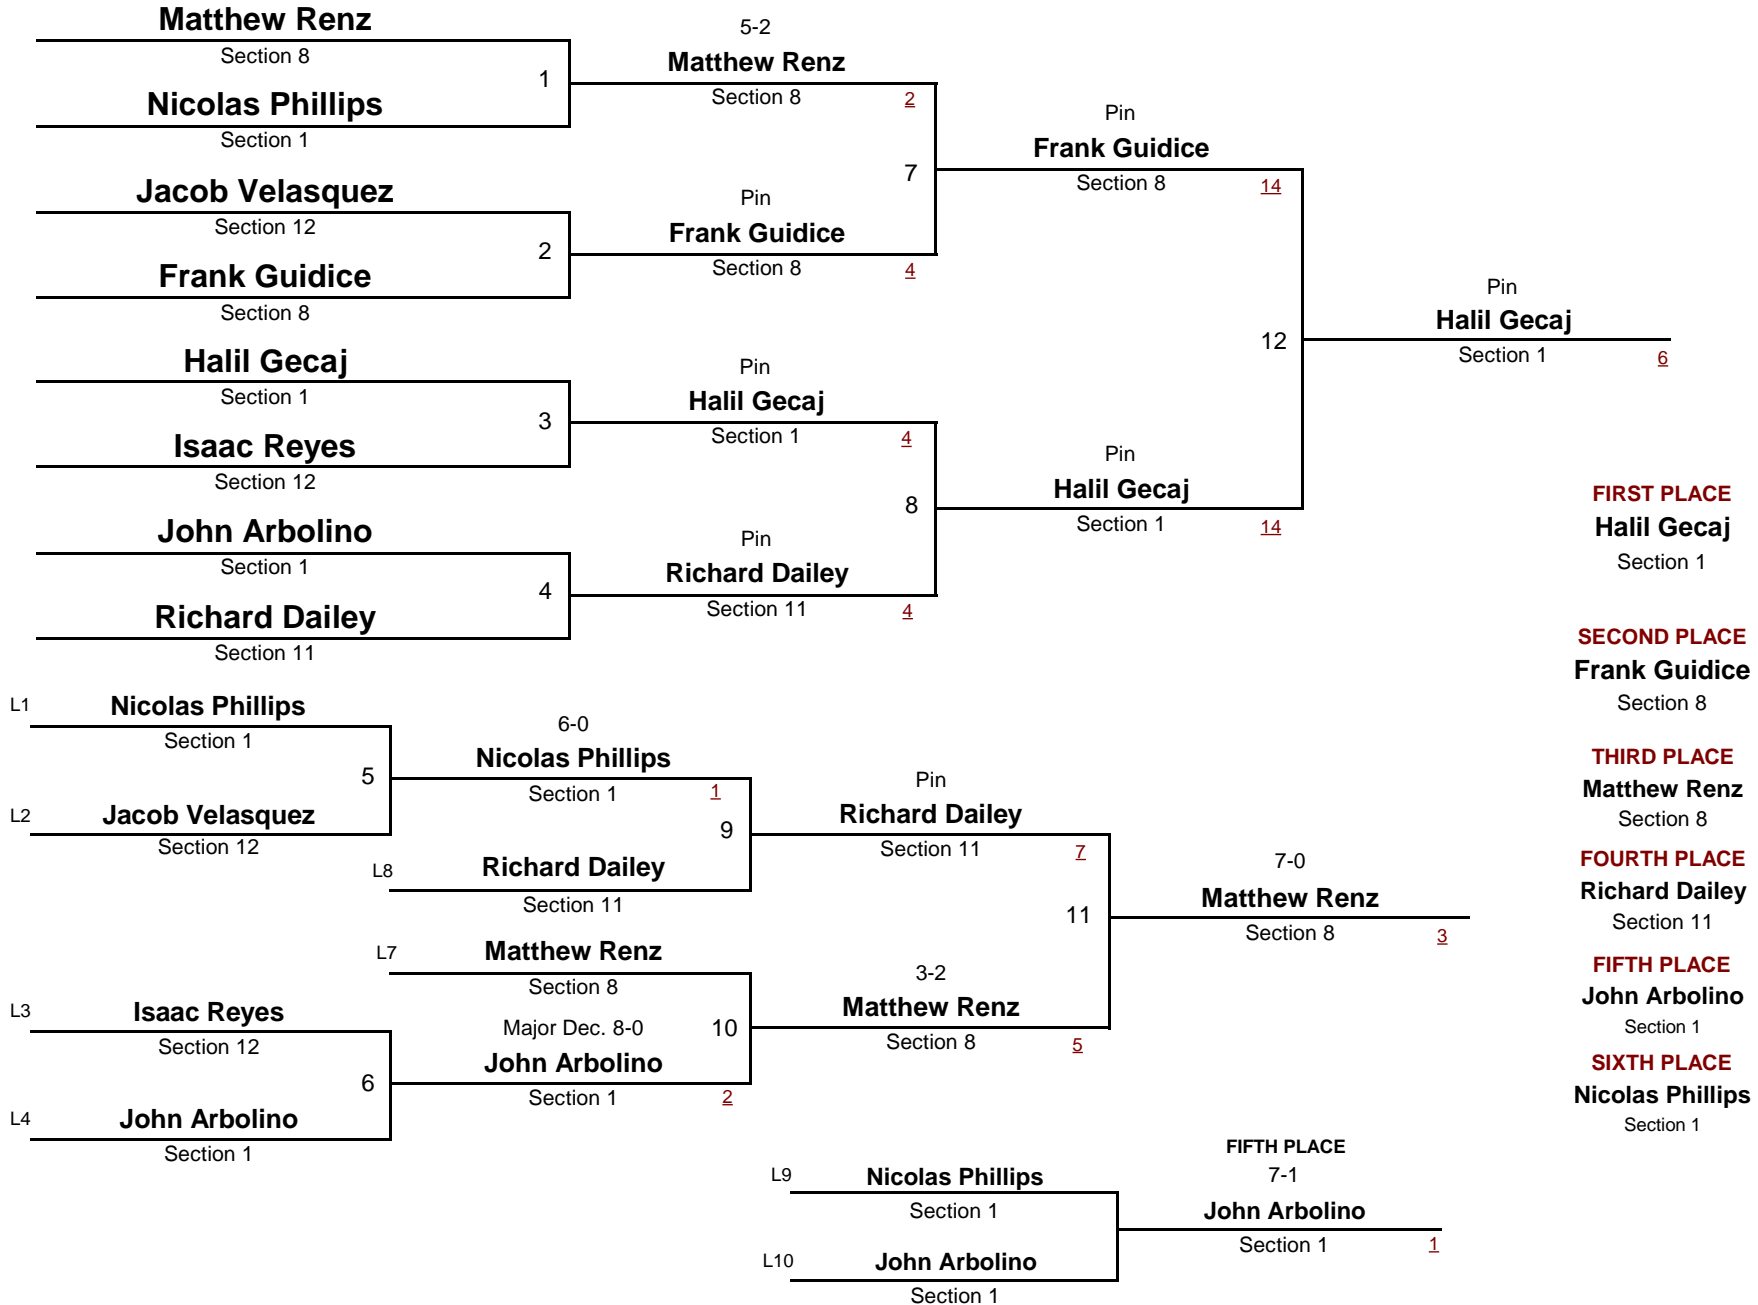 Matthew Renz
Section 8
1
Nicolas Phillips
Section 1
Jacob Velasquez
Section 12
2
Frank Guidice
Section 8
Halil Gecaj
Section 1
3
Isaac Reyes
Section 12
John Arbolino
Section 1
4
Richard Dailey
Section 11
5-2
Matthew Renz
Section 8
2
7
Pin
Frank Guidice
Section 8
4
Pin
Halil Gecaj
Section 1
4
8
Pin
Richard Dailey
Section 11
4
Pin
Frank Guidice
Section 8
14
12
Pin
Halil Gecaj
Section 1
14
Pin
Halil Gecaj
Section 1
6
L1
Nicolas Phillips
Section 1
5
L2
Jacob Velasquez
Section 12
L3
Isaac Reyes
Section 12
6
L4
John Arbolino
Section 1
6-0
Nicolas Phillips
Section 1
1
9
L8
Richard Dailey
Section 11
L7
Matthew Renz
Section 8
Major Dec. 8-0
10
John Arbolino
Section 1
2
Pin
Richard Dailey
Section 11
7
11
3-2
Matthew Renz
Section 8
5
7-0
Matthew Renz
Section 8
3
L9
Nicolas Phillips
Section 1
L10
John Arbolino
Section 1
FIFTH PLACE
7-1
John Arbolino
Section 1
1
FIRST PLACE
Halil Gecaj
Section 1
SECOND PLACE
Frank Guidice
Section 8
THIRD PLACE
Matthew Renz
Section 8
FOURTH PLACE
Richard Dailey
Section 11
FIFTH PLACE
John Arbolino
Section 1
SIXTH PLACE
Nicolas Phillips
Section 1